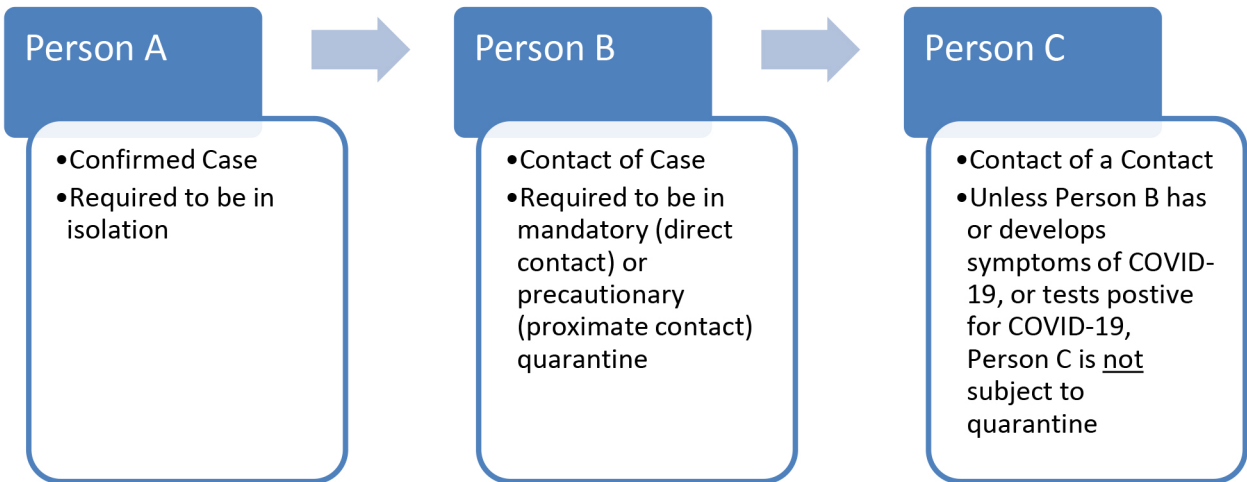 Person A
•Confirmed Case
•Required to be in
isolation
Person B
•Contact of Case
•Required to be in
mandatory (direct
contact) or
precautionary
(proximate contact)
quarantine
Person C
•Contact of a Contact
•Unless Person B has
or develops
symptoms of COVID-
19, or tests postive
for COVID-19,
Person C is not
subject to
quarantine